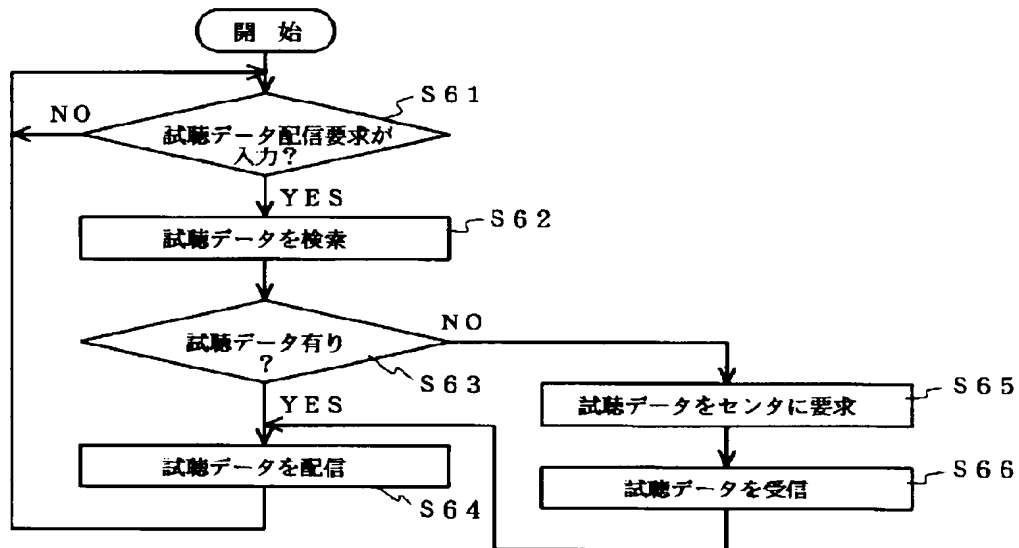 開 始
S61
NO
試聴データ配信要求が
入力?
YES
S62
試聴データを検索
NO
試聴データ有り
?
S63
YES
S65
試聴データをセンタに要求
試聴データを配信
S64
S66
試聴データを受信